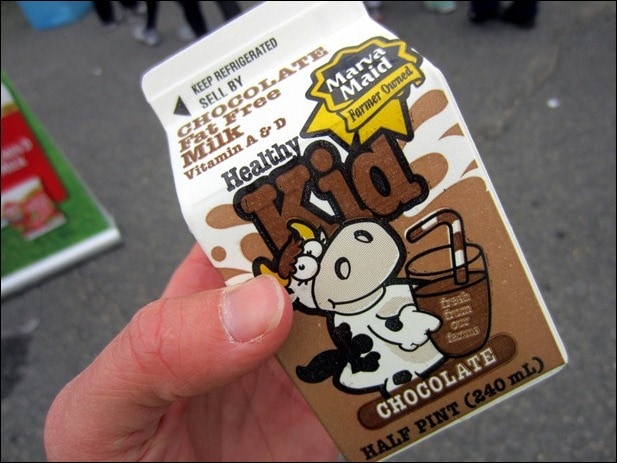 KEEP REFRIGERATED
SELL BY
CHOCOLATE
Fat Free
Milk
Vitamin A & D
Marva
Maid
Farmer Owned
Healthy
Kid
fresh
from
our
farms
CHOCOLATE
HALF PINT (240 mL)